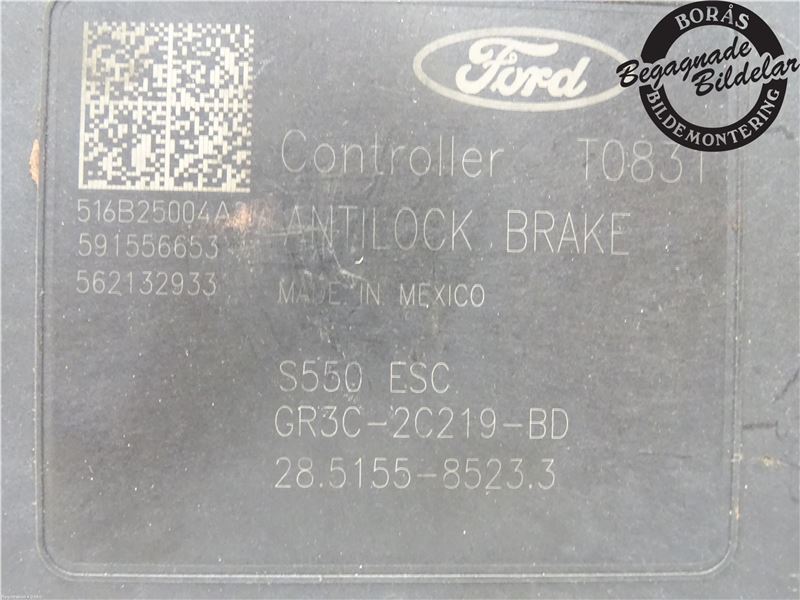 Ford
BORÅS
Begagnade
Bildelar
BILDEMONTERING
Controller T0831
516B25004A
ANTILOCK BRAKE
591556653
562132933
MADE IN MEXICO
S550 ESC
GR3C-2C219-BD
28.5155-8523.3